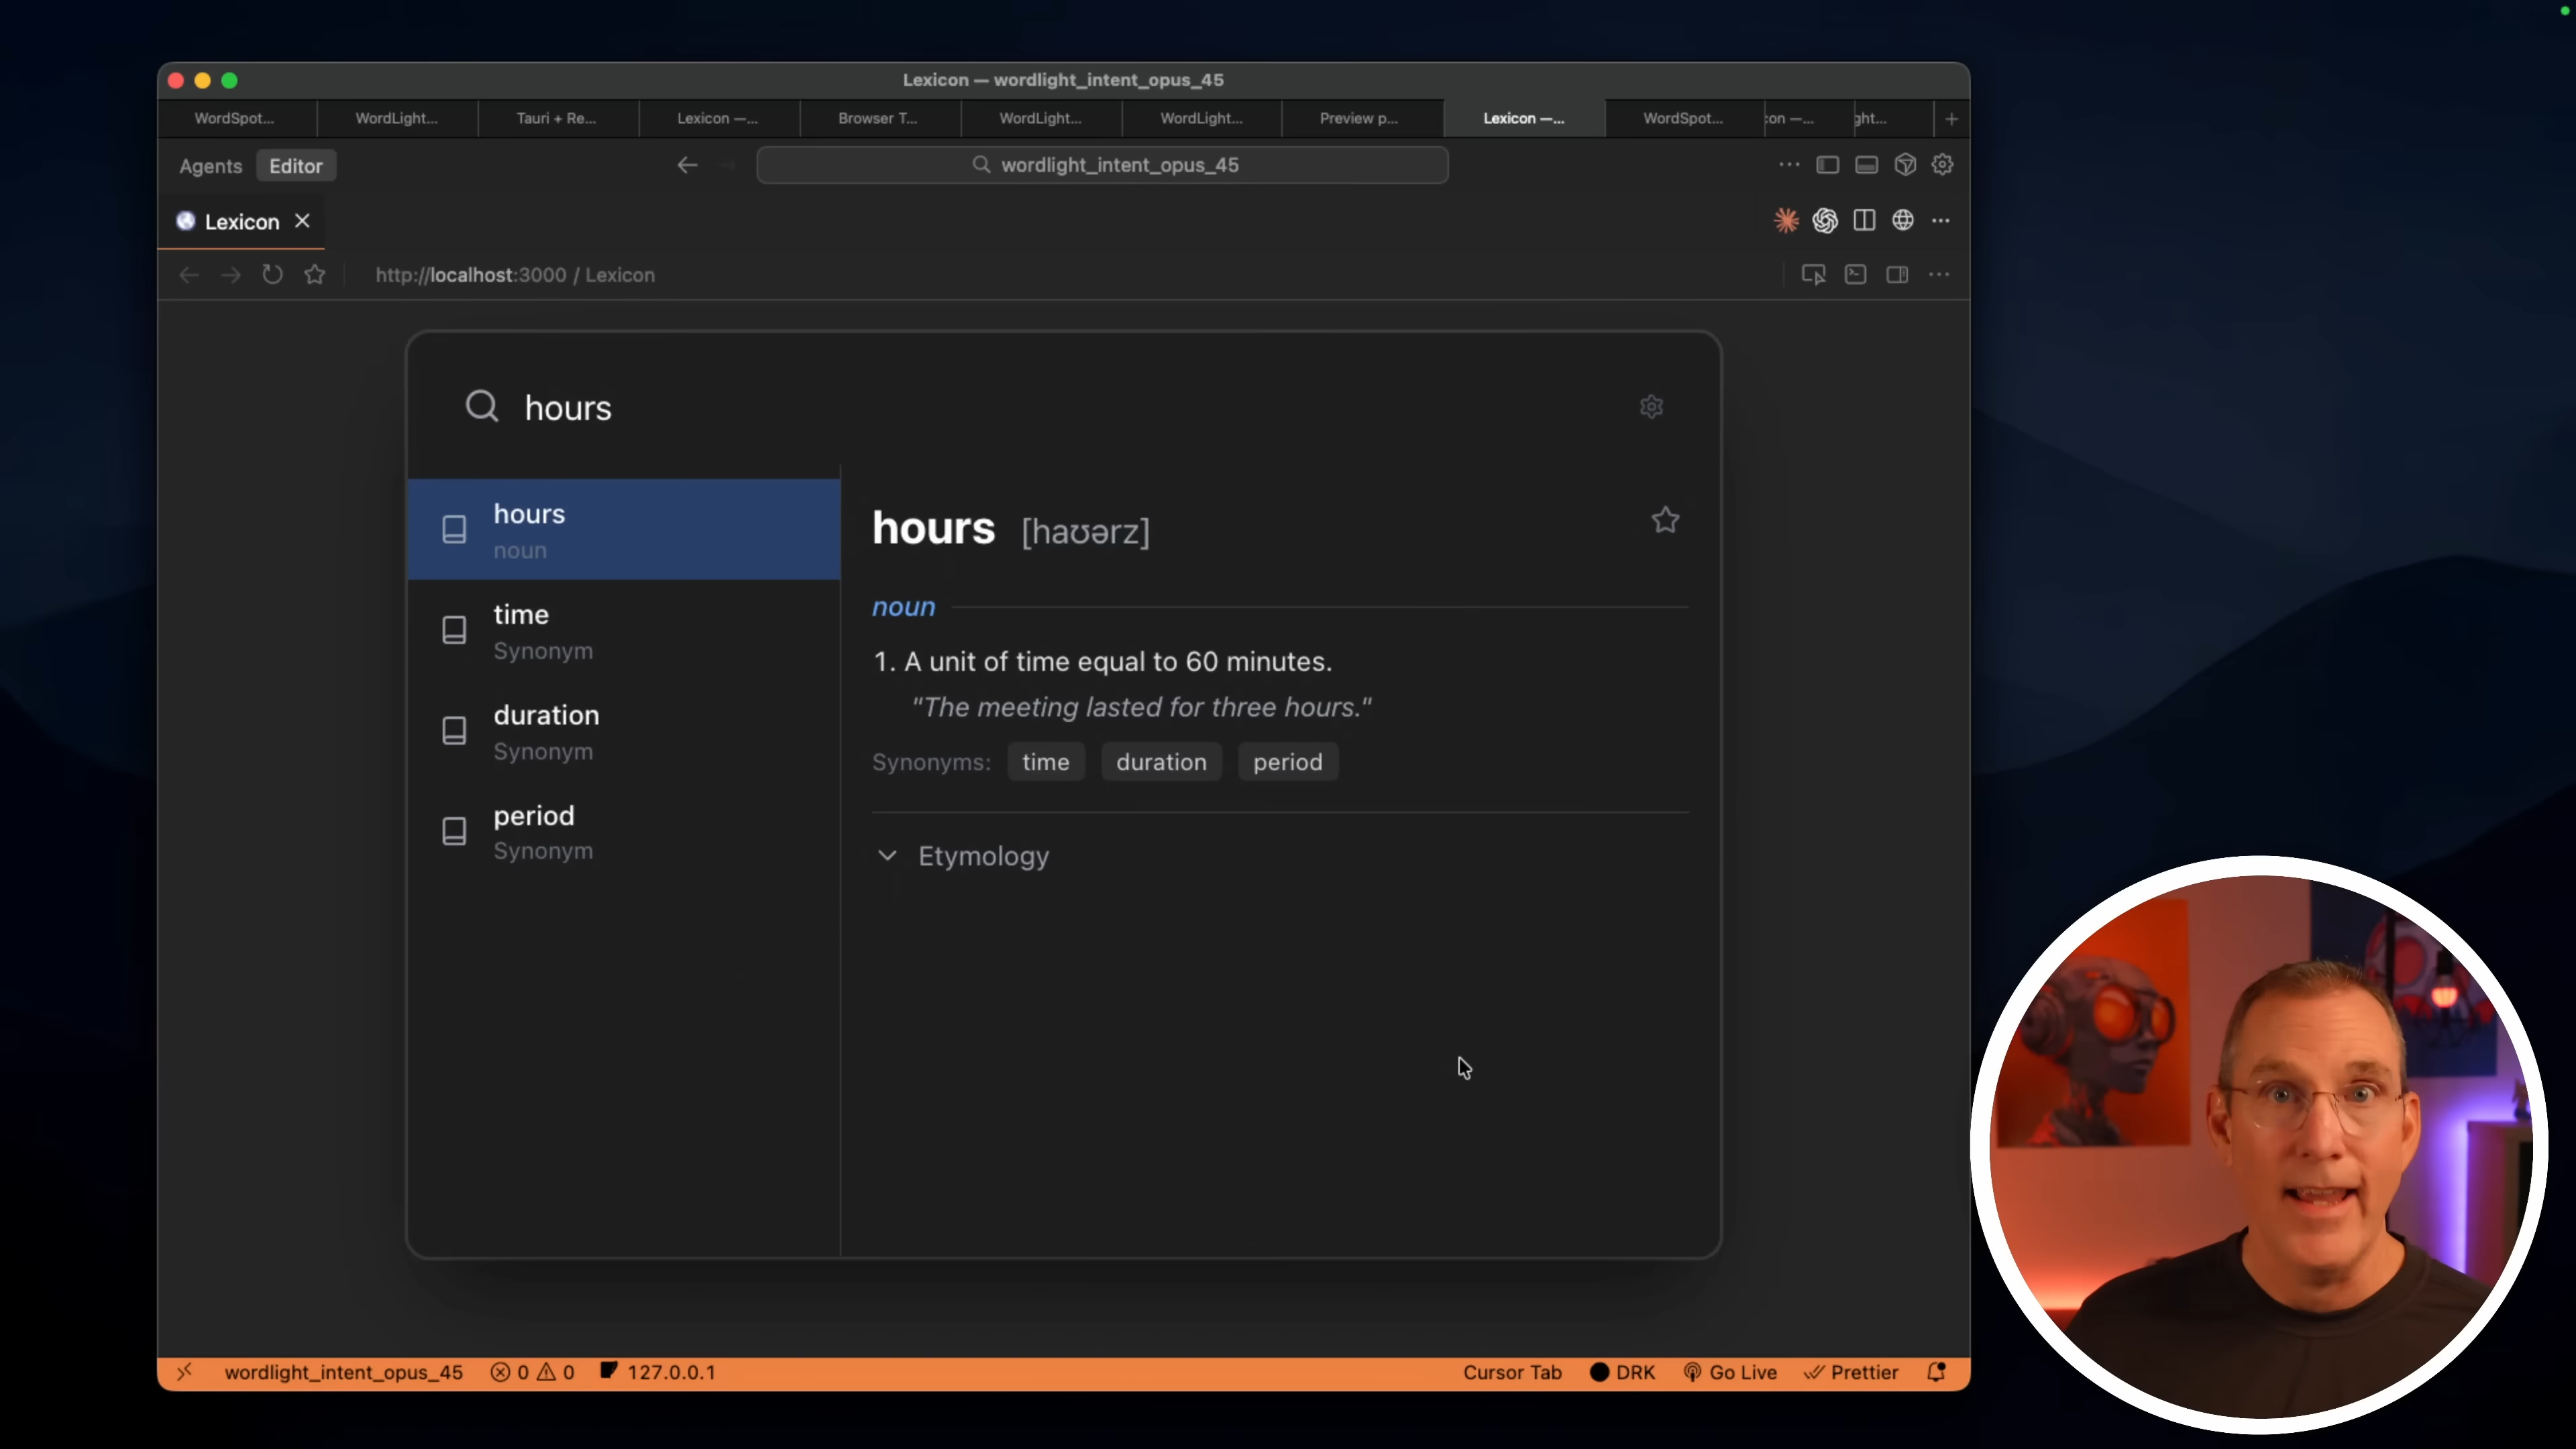 Lexicon — wordlight_intent_opus_45
WordSpot... WordLight... Tauri + Re... Lexicon —... Browser T... WordLight... WordLight... Preview p... Lexicon —... WordSpot... con —... ght... +
Agents Editor wordlight_intent_opus_45
Lexicon
http://localhost:3000 / Lexicon
hours
hours
noun
time
Synonym
duration
Synonym
period
Synonym
hours [haʊərz]
noun
1. A unit of time equal to 60 minutes.
"The meeting lasted for three hours."
Synonyms: time duration period
Etymology
wordlight_intent_opus_45 0 0 127.0.0.1 Cursor Tab DRK Go Live Prettier